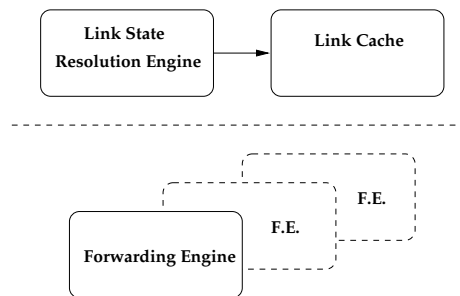 Link State
Resolution Engine
Link Cache
F.E.
F.E.
Forwarding Engine